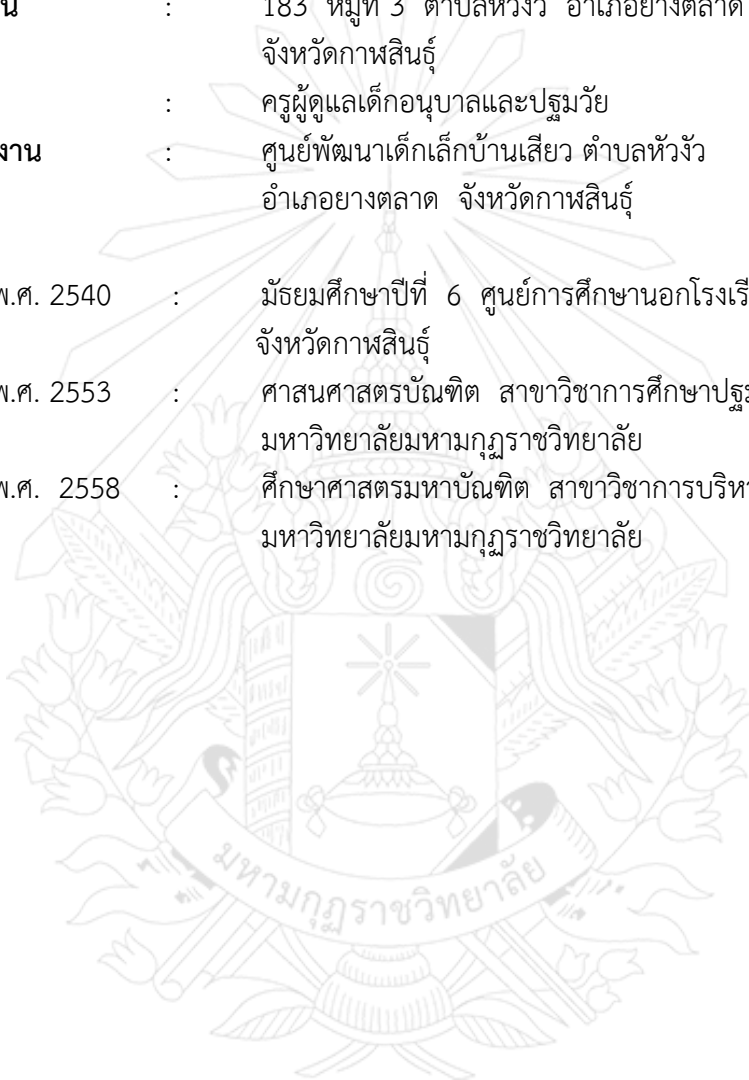 น : 183 หมู่ที่ 3 ตำบลหัวงัว อำเภอยางตลาด
จังหวัดกาฬสินธุ์
: ครูผู้ดูแลเด็กอนุบาลและปฐมวัย
งาน : ศูนย์พัฒนาเด็กเล็กบ้านเสียว ตำบลหัวงัว
อำเภอยางตลาด จังหวัดกาฬสินธุ์
พ.ศ. 2540 : มัธยมศึกษาปีที่ 6 ศูนย์การศึกษานอกโรงเรี
จังหวัดกาฬสินธุ์
พ.ศ. 2553 : ศาสนศาสตรบัณฑิต สาขาวิชาการศึกษาปฐม
มหาวิทยาลัยมหามกุฏราชวิทยาลัย
พ.ศ. 2558 : ศึกษาศาสตรมหาบัณฑิต สาขาวิชาการบริหา
มหาวิทยาลัยมหามกุฏราชวิทยาลัย
มหามกุฏราชวิทยาลัย